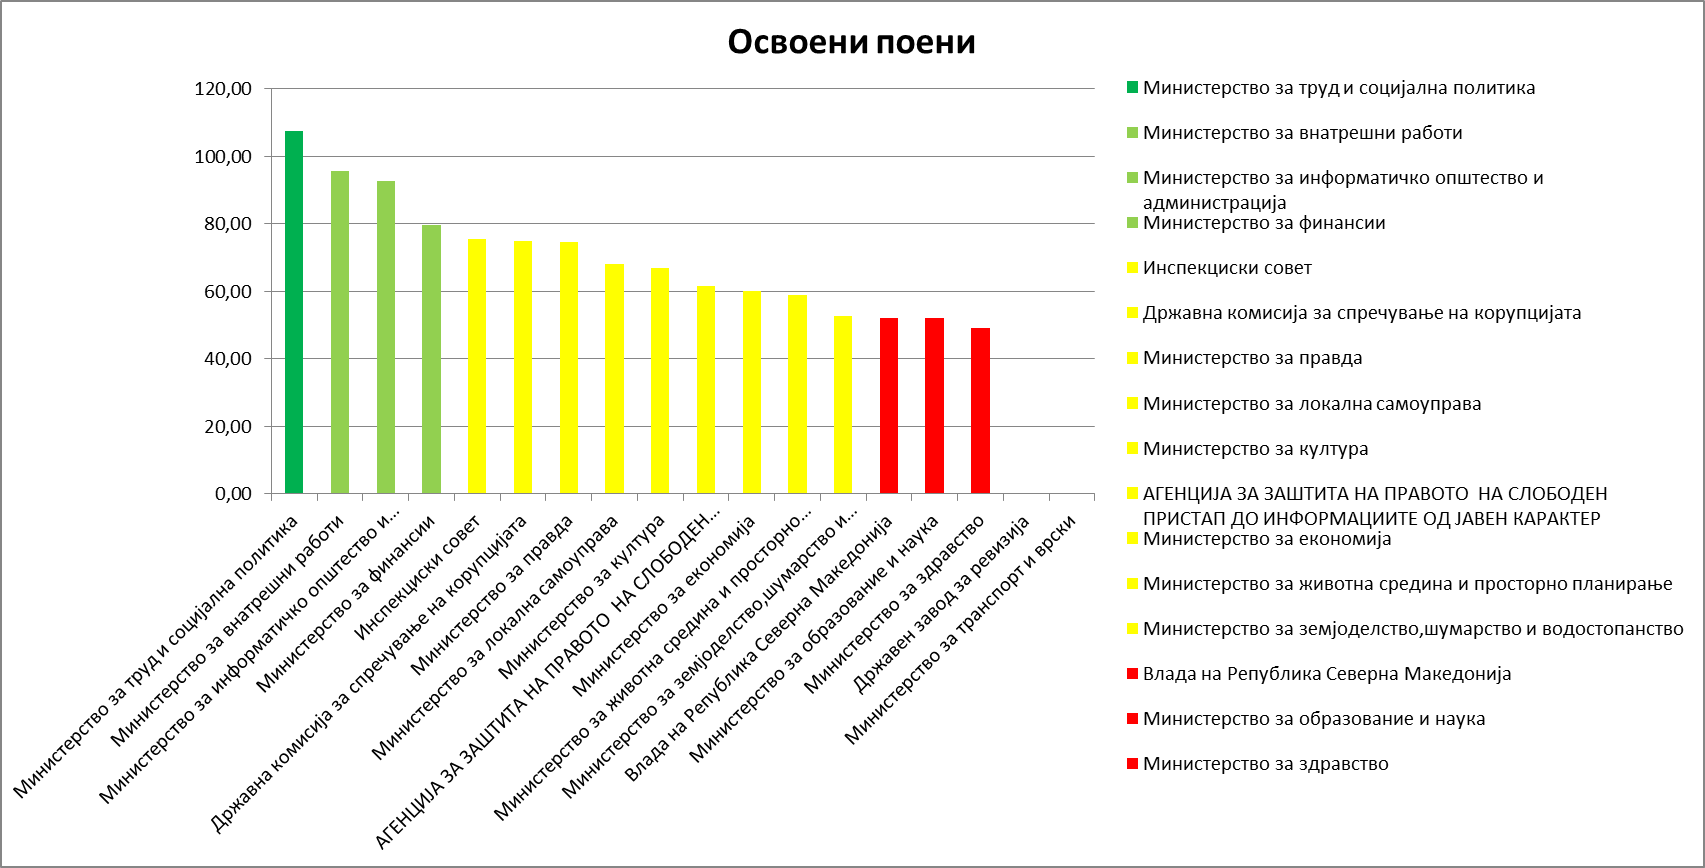 Освоени поени
120,00
100,00
80,00
60,00
40,00
20,00
0,00
Министерство за труд и социјална политика
Министерство за внатрешни работи
Министерство за информатичко општество и...
Министерство за финансии
Инспекциски совет
Државна комисија за спречување на корупцијата
Министерство за правда
Министерство за локална самоуправа
Министерство за култура
АГЕНЦИЈА ЗА ЗАШТИТА НА ПРАВОТО  НА СЛОБОДЕН...
Министерство за економија
Министерство за животна средина и просторно...
Министерство за земјоделство,шумарство и...
Влада на Република Северна Македонија
Министерство за образование и наука
Министерство за здравство
Државен завод за ревизија
Министерство за транспорт и врски
Министерство за труд и социјална политика
Министерство за внатрешни работи
Министерство за информатичко општество и
администрација
Министерство за финансии
Инспекциски совет
Државна комисија за спречување на корупцијата
Министерство за правда
Министерство за локална самоуправа
Министерство за култура
АГЕНЦИЈА ЗА ЗАШТИТА НА ПРАВОТО  НА СЛОБОДЕН
ПРИСТАП ДО ИНФОРМАЦИИТЕ ОД ЈАВЕН КАРАКТЕР
Министерство за економија
Министерство за животна средина и просторно планирање
Министерство за земјоделство,шумарство и водостопанство
Влада на Република Северна Македонија
Министерство за образование и наука
Министерство за здравство